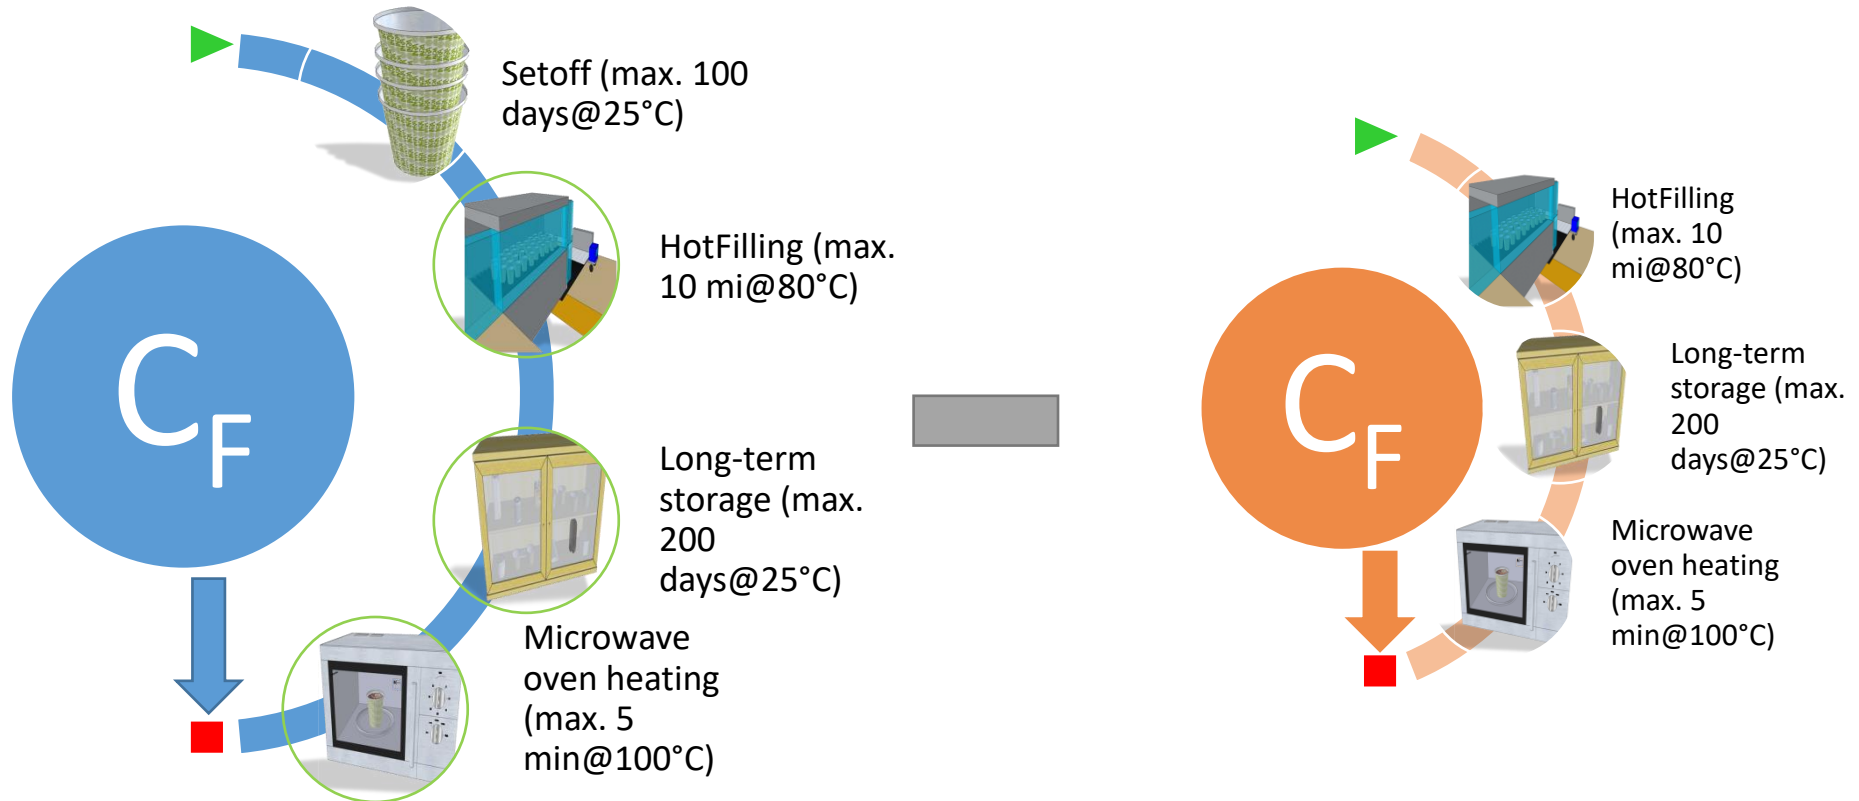 Setoff (max. 100
days@25°C)
HotFilling (max.
10 mi@80°C)
C
F
Long-term
storage (max.
200
days@25°C)
Microwave
oven heating
(max. 5
min@100°C)
HotFilling
(max. 10
mi@80°C)
C
F
Long-term
storage (max.
200
days@25°C)
Microwave
oven heating
(max. 5
min@100°C)